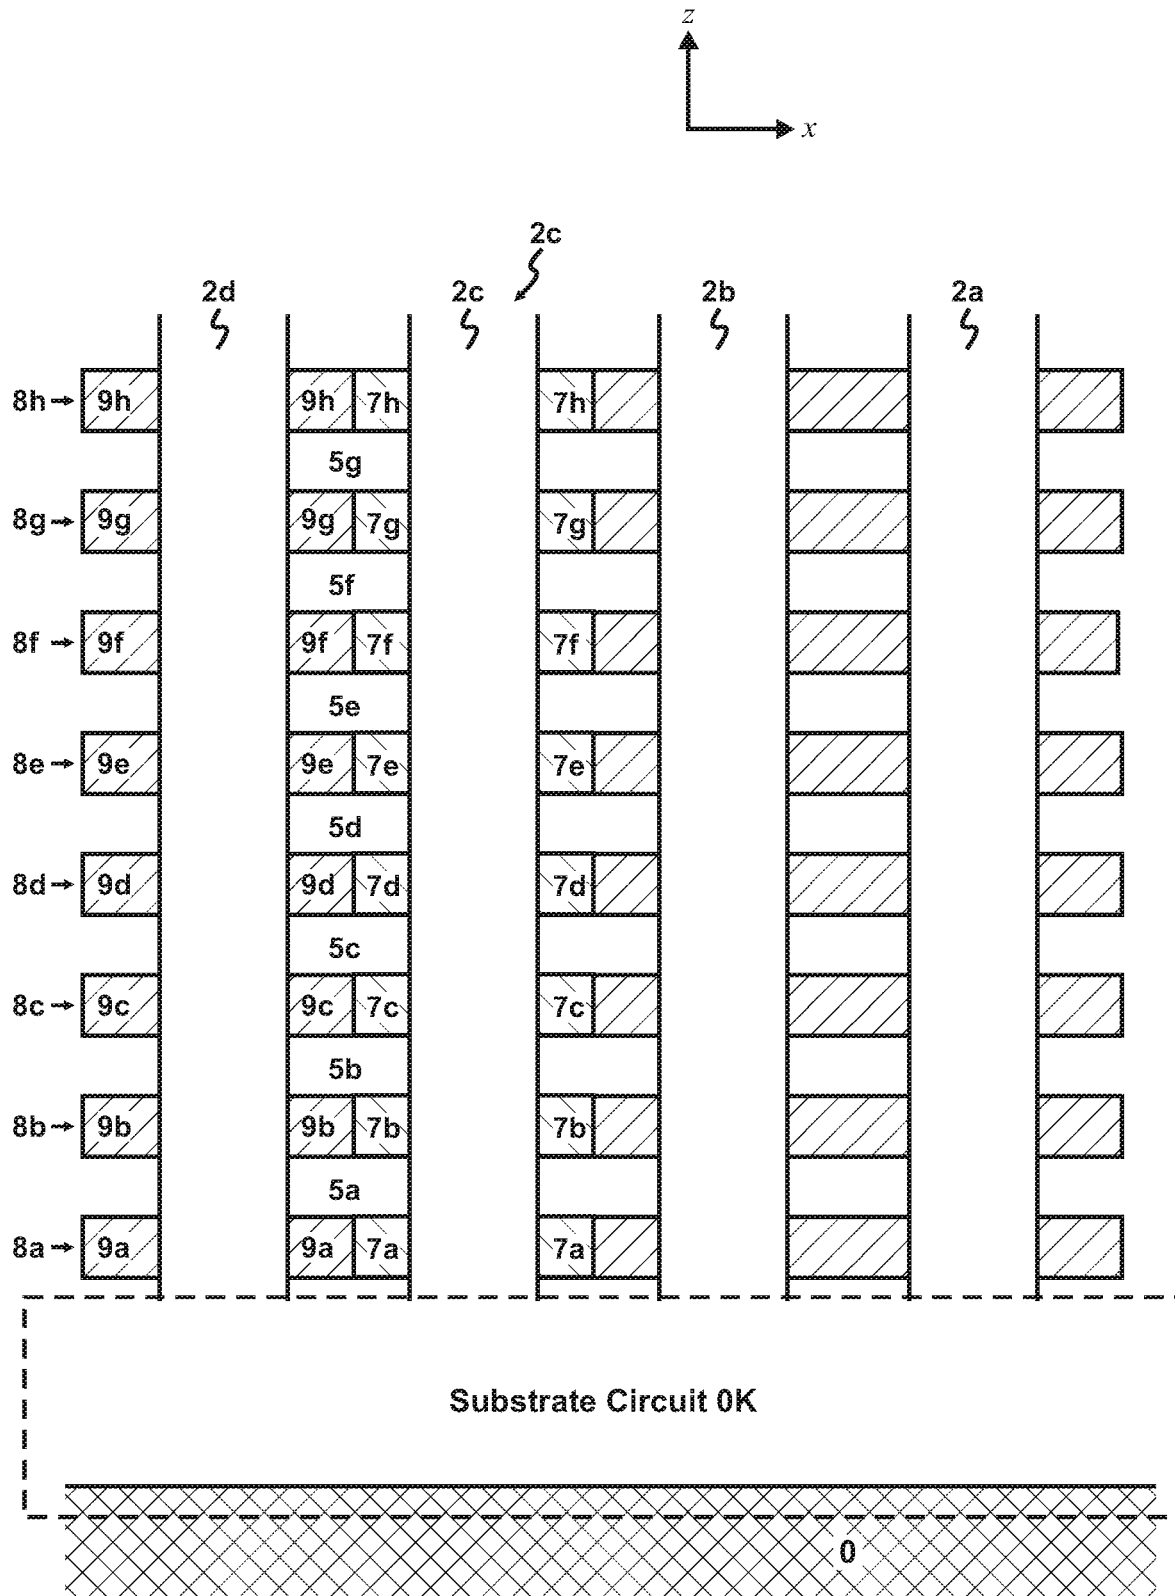 z
x
2c
2d 2c 2b 2a
8h 9h 9h 7h 7h
5g
8g 9g 9g 7g 7g
5f
8f 9f 9f 7f 7f
5e
8e 9e 9e 7e 7e
5d
8d 9d 9d 7d 7d
5c
8c 9c 9c 7c 7c
5b
8b 9b 9b 7b 7b
5a
8a 9a 9a 7a 7a
Substrate Circuit 0K
0